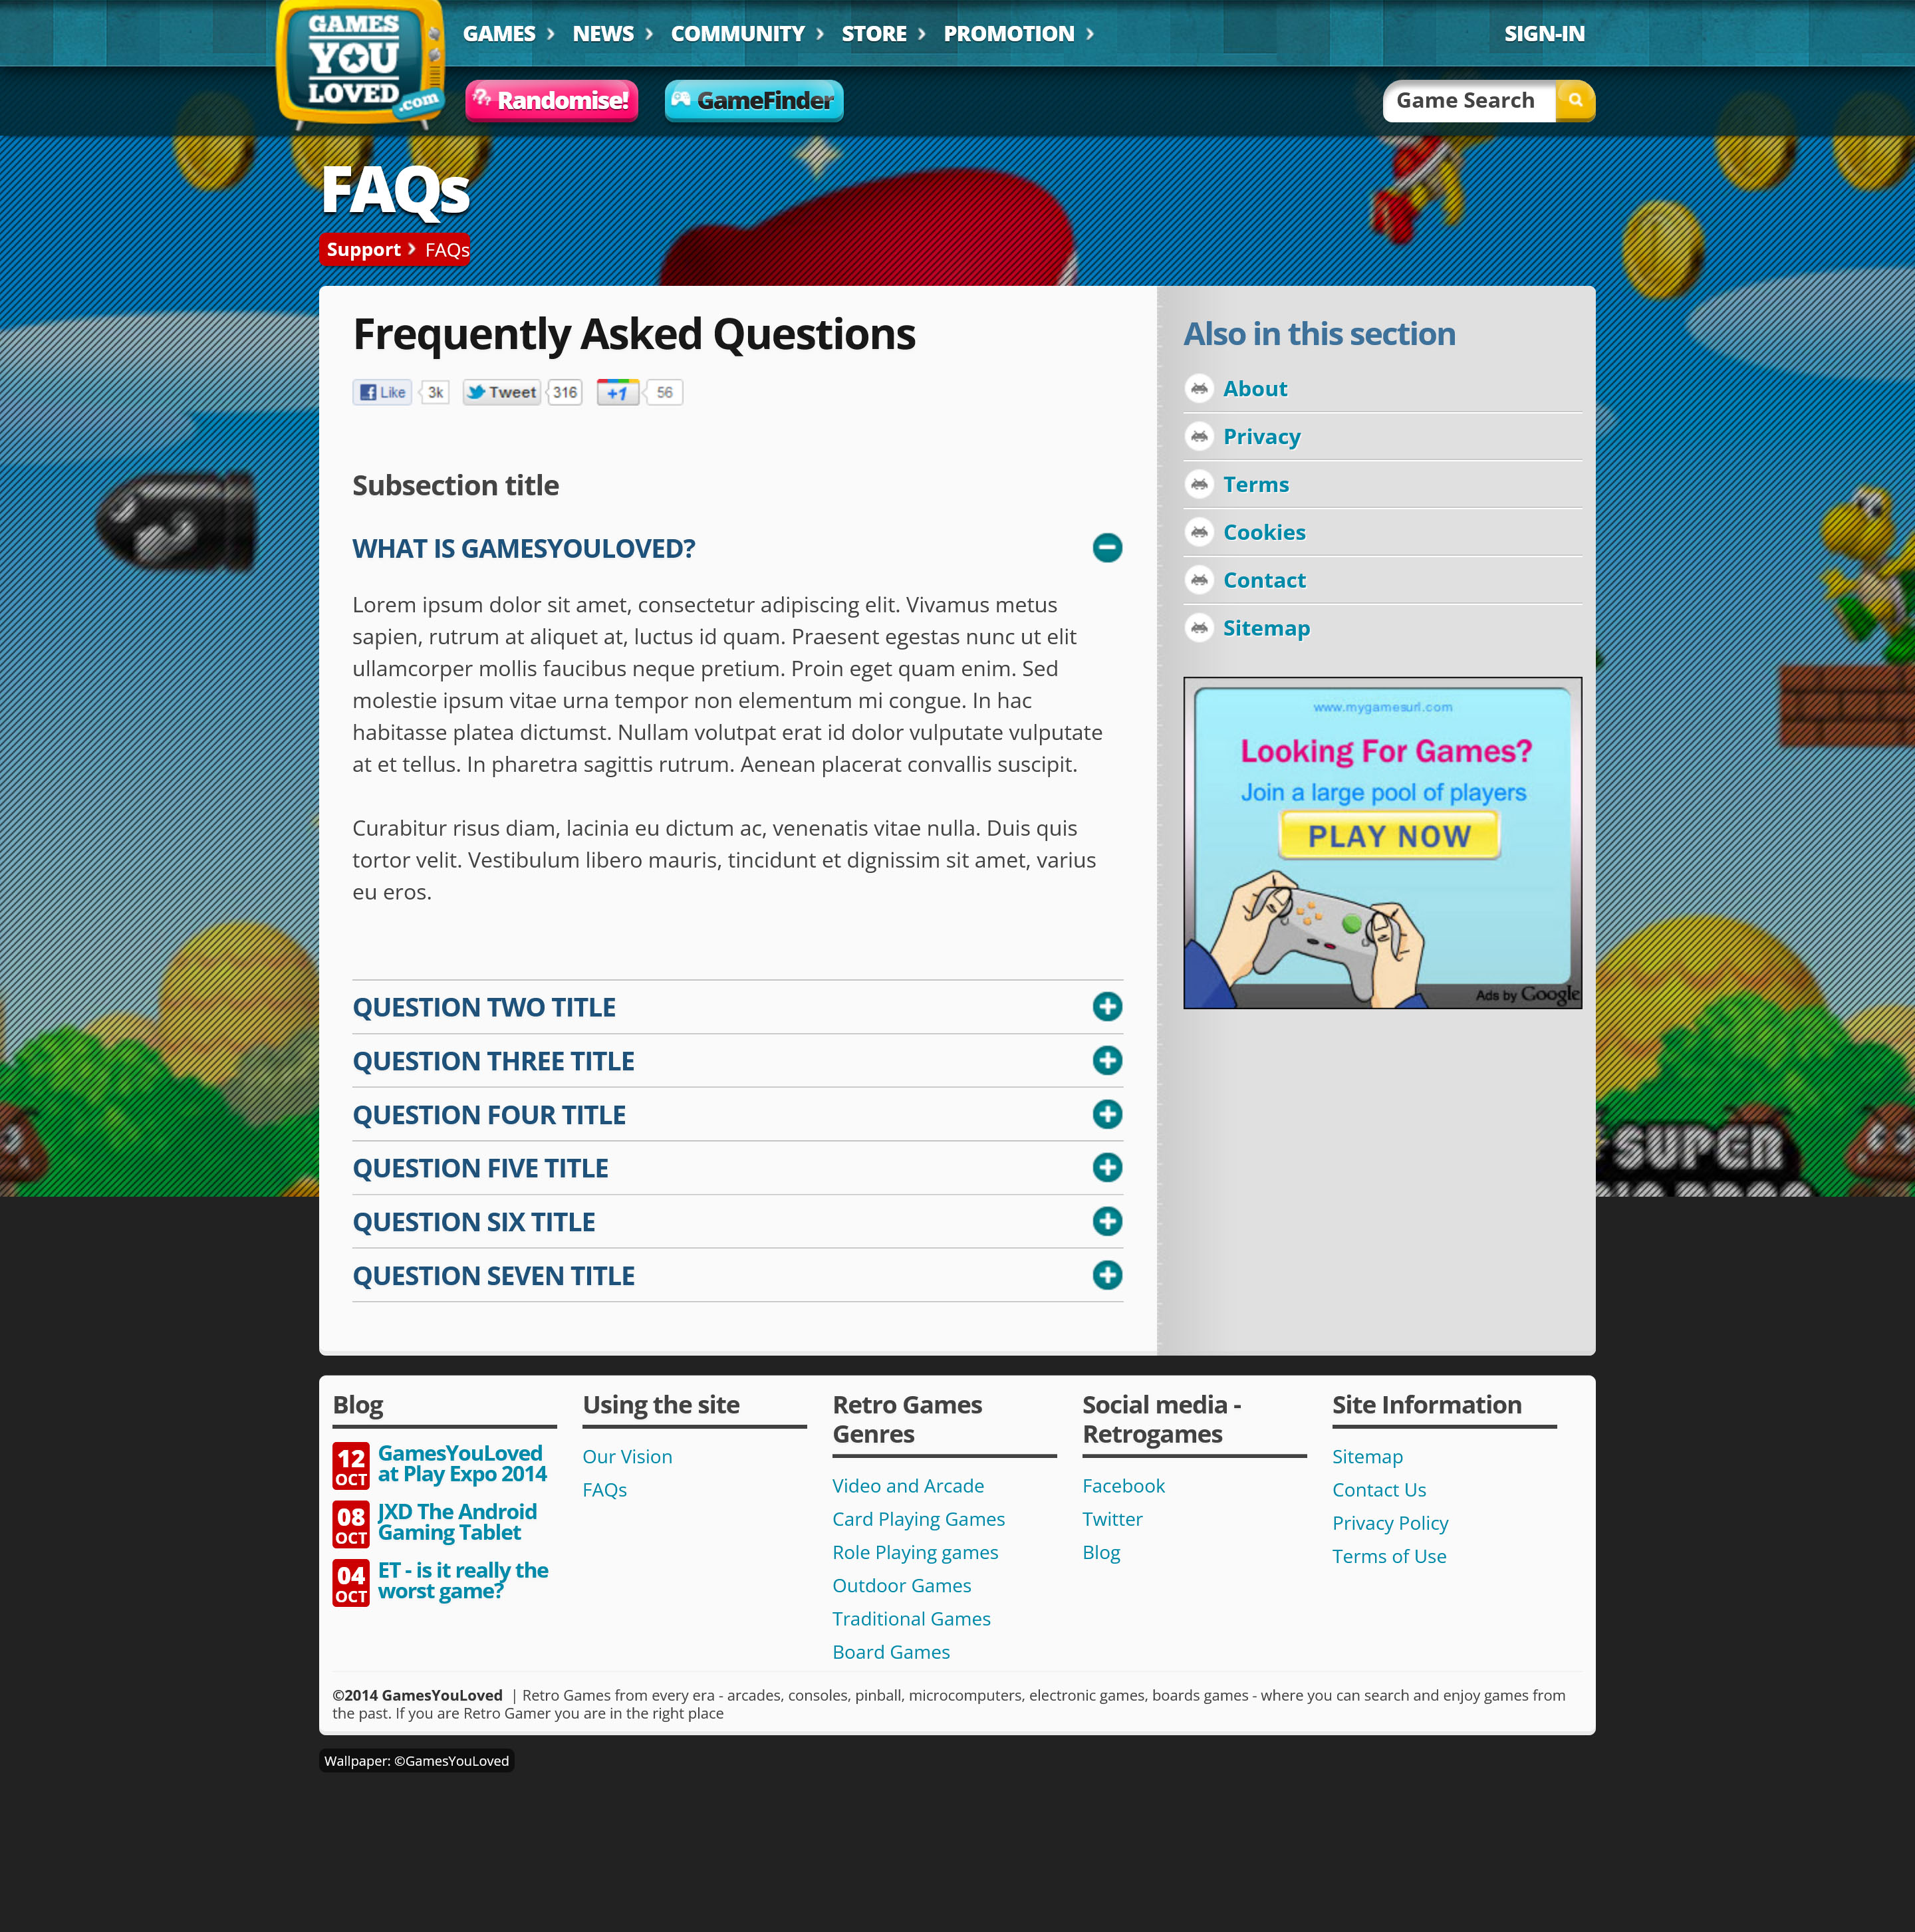 GAMES
YOU
LOVED
.com
GAMES NEWS COMMUNITY STORE PROMOTION SIGN-IN
Randomise! GameFinder Game Search
FAQs
Support FAQs
Frequently Asked Questions
Like 3k Tweet 316 +1 56
Subsection title
WHAT IS GAMESYOULOVED?
Lorem ipsum dolor sit amet, consectetur adipiscing elit. Vivamus metus
sapien, rutrum at aliquet at, luctus id quam. Praesent egestas nunc ut elit
ullamcorper mollis faucibus neque pretium. Proin eget quam enim. Sed
molestie ipsum vitae urna tempor non elementum mi congue. In hac
habitasse platea dictumst. Nullam volutpat erat id dolor vulputate vulputate
at et tellus. In pharetra sagittis rutrum. Aenean placerat convallis suscipit.
Curabitur risus diam, lacinia eu dictum ac, venenatis vitae nulla. Duis quis
tortor velit. Vestibulum libero mauris, tincidunt et dignissim sit amet, varius
eu eros.
QUESTION TWO TITLE
QUESTION THREE TITLE
QUESTION FOUR TITLE
QUESTION FIVE TITLE
QUESTION SIX TITLE
QUESTION SEVEN TITLE
Also in this section
About
Privacy
Terms
Cookies
Contact
Sitemap
www.mygamesurl.com
Looking For Games?
Join a large pool of players
PLAY NOW
Ads by Google
SUPER
Blog
12 OCT
GamesYouLoved
at Play Expo 2014
08 OCT
JXD The Android
Gaming Tablet
04 OCT
ET - is it really the
worst game?
Using the site
Our Vision
FAQs
Retro Games
Genres
Video and Arcade
Card Playing Games
Role Playing games
Outdoor Games
Traditional Games
Board Games
Social media -
Retrogames
Facebook
Twitter
Blog
Site Information
Sitemap
Contact Us
Privacy Policy
Terms of Use
©2014 GamesYouLoved | Retro Games from every era - arcades, consoles, pinball, microcomputers, electronic games, boards games - where you can search and enjoy games from
the past. If you are Retro Gamer you are in the right place
Wallpaper: ©GamesYouLoved